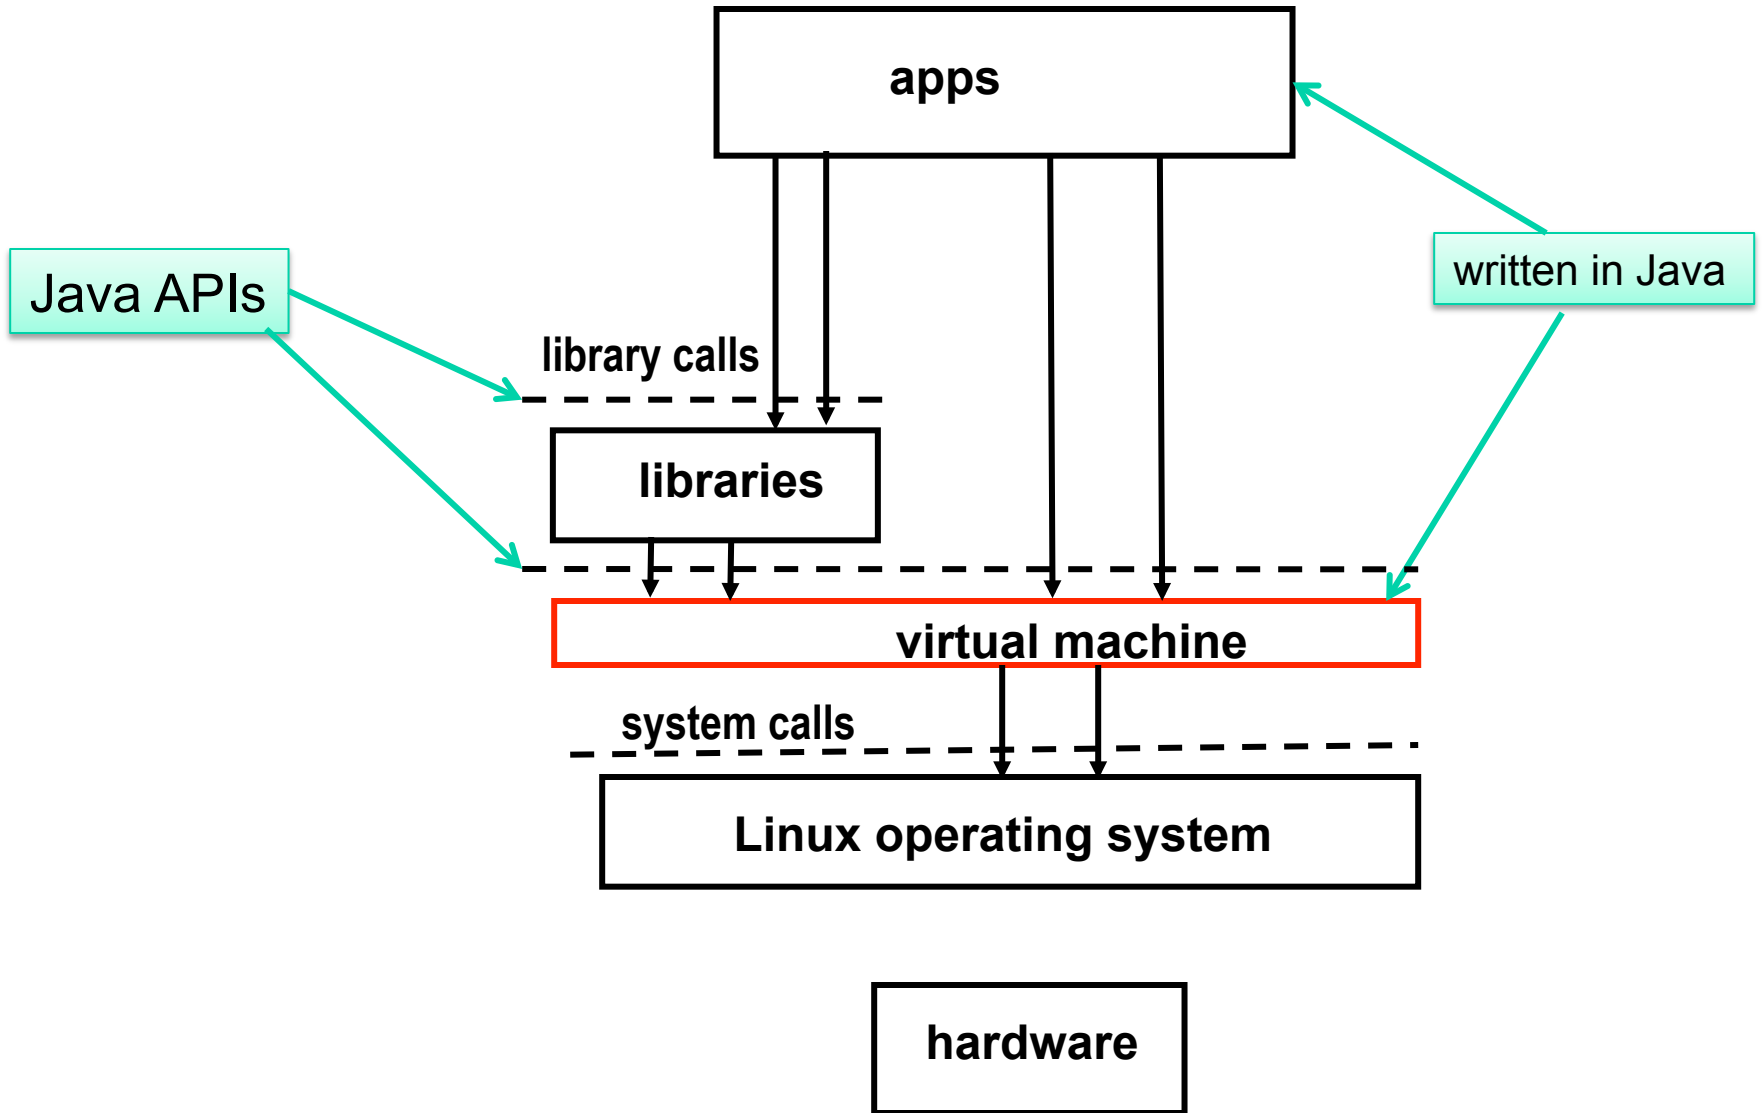 apps
Java APIs
written in Java
library calls
libraries
virtual machine
system calls
Linux operating system
hardware